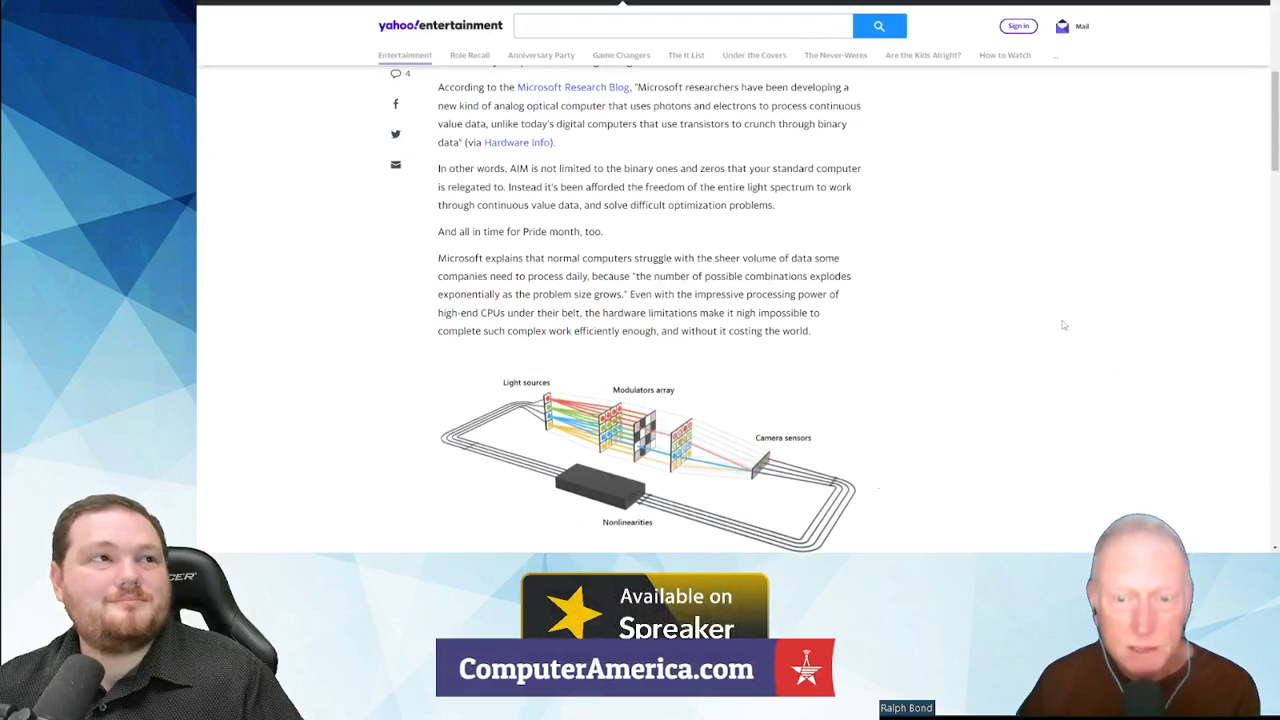 yahoo!entertainment
Sign in
Mail
Entertainment
Role Recall
Anniversary Party
Game Changers
The It List
Under the Covers
The Never-Weres
Are the Kids Alright?
How to Watch
...
4
According to the Microsoft Research Blog, "Microsoft researchers have been developing a
new kind of analog optical computer that uses photons and electrons to process continuous
value data, unlike today's digital computers that use transistors to crunch through binary
data" (via Hardware Info).
In other words, AIM is not limited to the binary ones and zeros that your standard computer
is relegated to. Instead it's been afforded the freedom of the entire light spectrum to work
through continuous value data, and solve difficult optimization problems.
And all in time for Pride month, too.
Microsoft explains that normal computers struggle with the sheer volume of data some
companies need to process daily, because "the number of possible combinations explodes
exponentially as the problem size grows." Even with the impressive processing power of
high-end CPUs under their belt, the hardware limitations make it nigh impossible to
complete such complex work efficiently enough, and without it costing the world.
Light sources
Modulators array
Camera sensors
Nonlinearities
Available on
Spreaker
ComputerAmerica.com
Ralph Bond